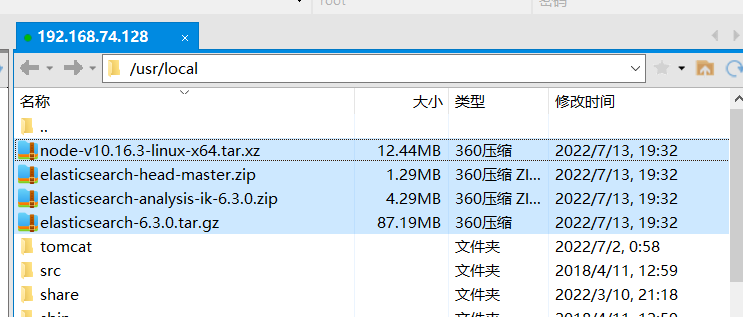 root 密码
192.168.74.128 ×
/usr/local
名称 大小 类型 修改时间
..
node-v10.16.3-linux-x64.tar.xz 12.44MB 360压缩 2022/7/13, 19:32
elasticsearch-head-master.zip 1.29MB 360压缩 ZI... 2022/7/13, 19:32
elasticsearch-analysis-ik-6.3.0.zip 4.29MB 360压缩 ZI... 2022/7/13, 19:32
elasticsearch-6.3.0.tar.gz 87.19MB 360压缩 2022/7/13, 19:32
tomcat 文件夹 2022/7/2, 0:58
src 文件夹 2018/4/11, 12:59
share 文件夹 2022/3/10, 21:18
文件夹 2018/4/11, 12:59